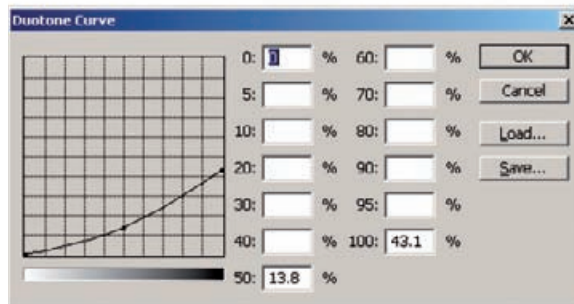 Duotone Curve
0: 0 % 60: % OK
5: % 70: % Cancel
10: % 80: % Load...
20: % 90: % Save...
30: % 95: %
40: % 100: 43.1 %
50: 13.8 %